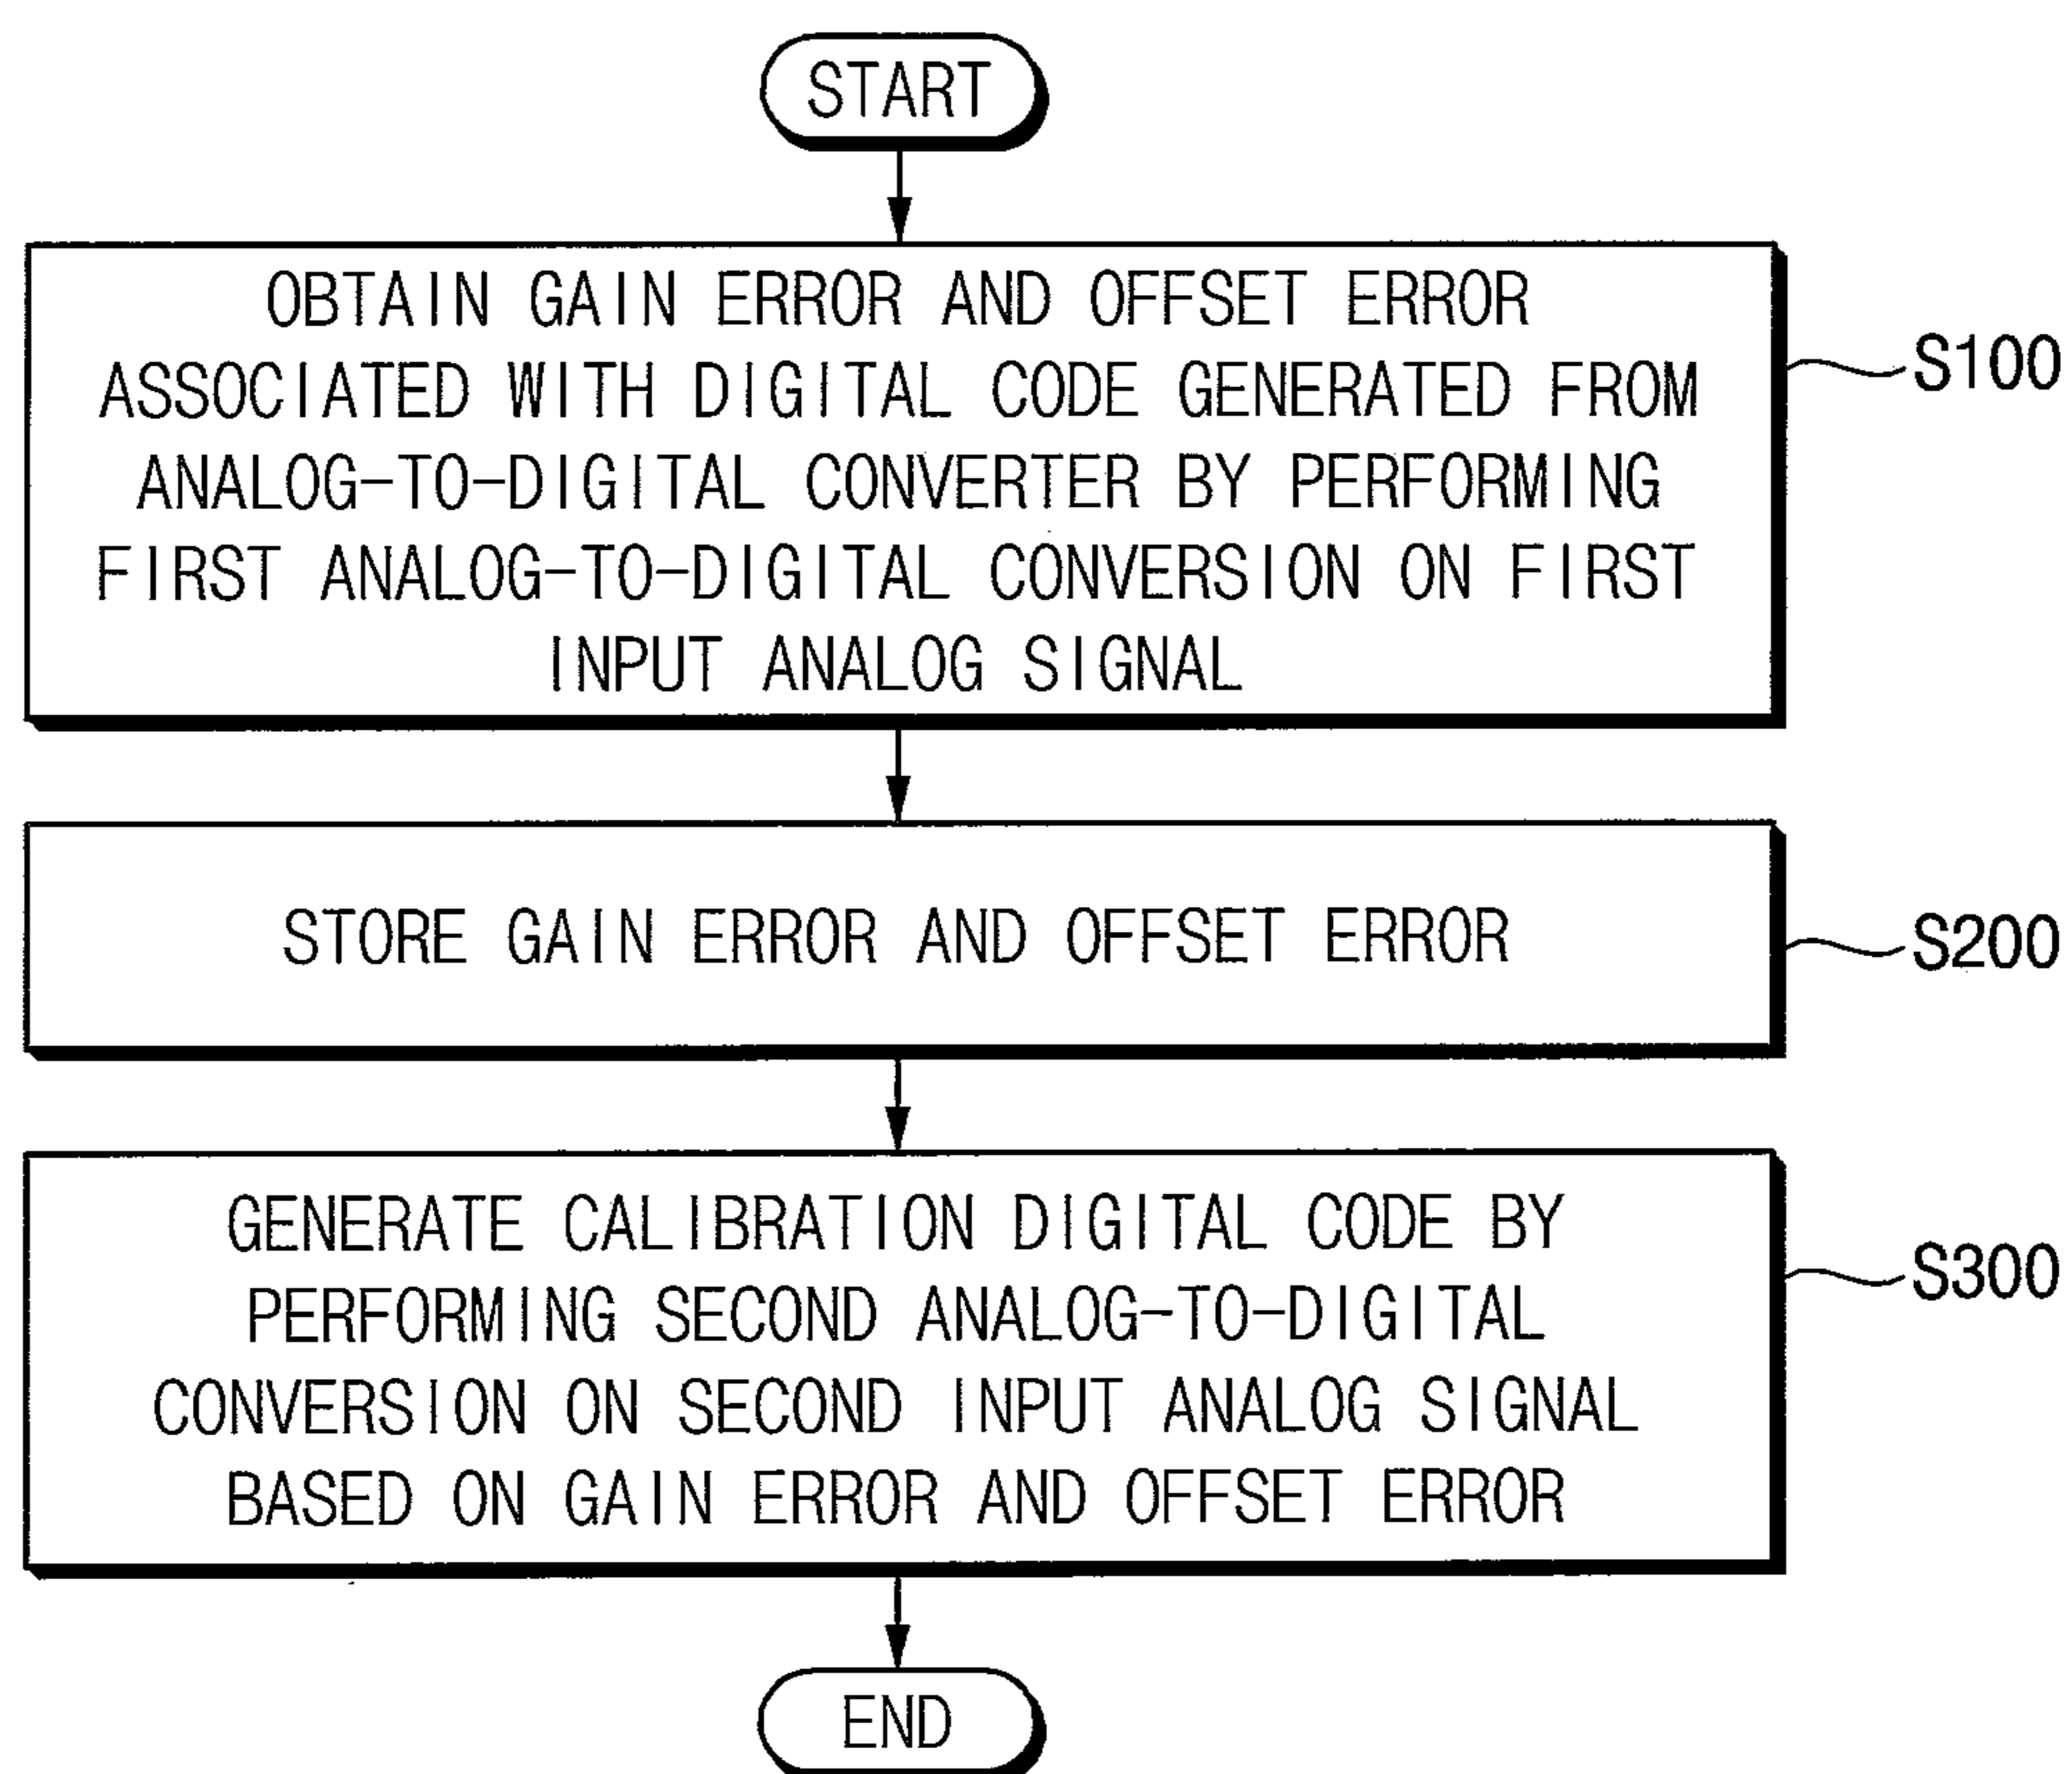 START
OBTAIN GAIN ERROR AND OFFSET ERROR
ASSOCIATED WITH DIGITAL CODE GENERATED FROM
ANALOG-TO-DIGITAL CONVERTER BY PERFORMING
FIRST ANALOG-TO-DIGITAL CONVERSION ON FIRST
INPUT ANALOG SIGNAL
S100
STORE GAIN ERROR AND OFFSET ERROR
S200
GENERATE CALIBRATION DIGITAL CODE BY
PERFORMING SECOND ANALOG-TO-DIGITAL
CONVERSION ON SECOND INPUT ANALOG SIGNAL
BASED ON GAIN ERROR AND OFFSET ERROR
S300
END